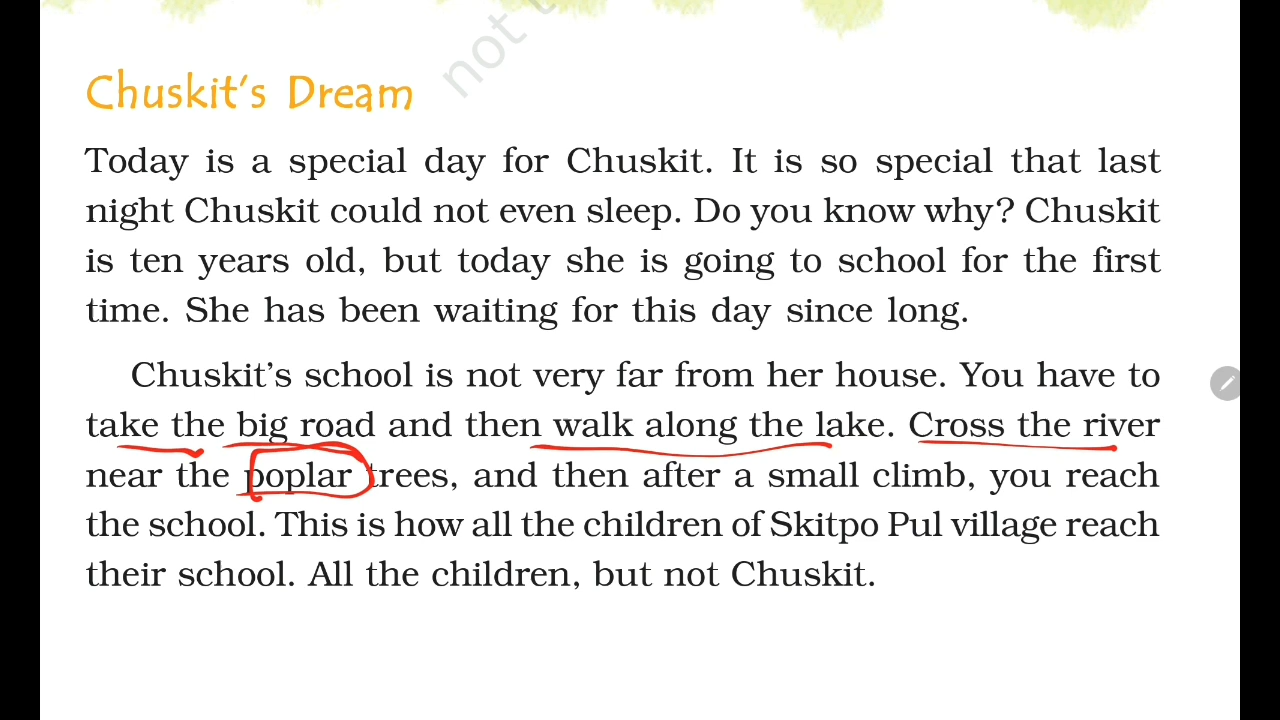 not
Chuskit's Dream
Today is a special day for Chuskit. It is so special that last
night Chuskit could not even sleep. Do you know why? Chuskit
is ten years old, but today she is going to school for the first
time. She has been waiting for this day since long.
Chuskit's school is not very far from her house. You have to
take the big road and then walk along the lake. Cross the river
near the poplar trees, and then after a small climb, you reach
the school. This is how all the children of Skitpo Pul village reach
their school. All the children, but not Chuskit.